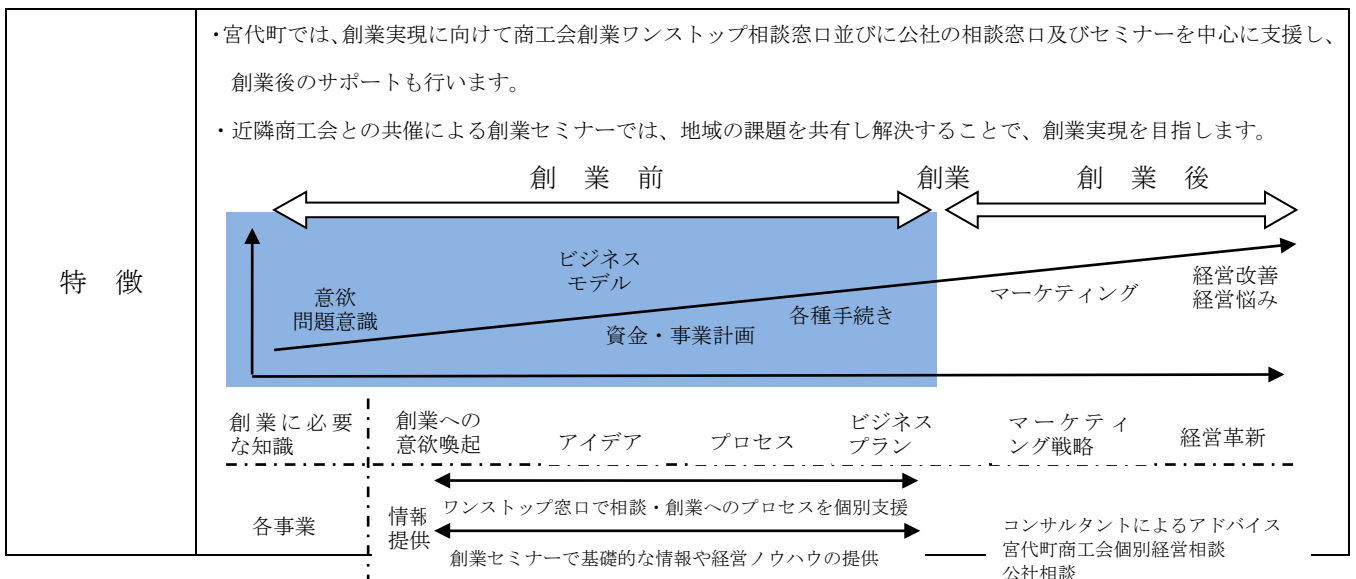 ・宮代町では、創業実現に向けて商工会創業ワンストップ相談窓口並びに公社の相談窓口及びセミナーを中心に支援し、
創業後のサポートも行います。
・近隣商工会との共催による創業セミナーでは、地域の課題を共有し解決することで、創業実現を目指します。
特　徴
創　業　前
創業
創　業　後
意欲
問題意識
ビジネス
モデル
資金・事業計画
各種手続き
マーケティング
経営改善
経営悩み
創業に必要
な知識
創業への
意欲喚起
アイデア
プロセス
ビジネス
プラン
マーケティ
ング戦略
経営革新
各事業
情報
提供
ワンストップ窓口で相談・創業へのプロセスを個別支援
創業セミナーで基礎的な情報や経営ノウハウの提供
コンサルタントによるアドバイス
宮代町商工会個別経営相談
公社相談